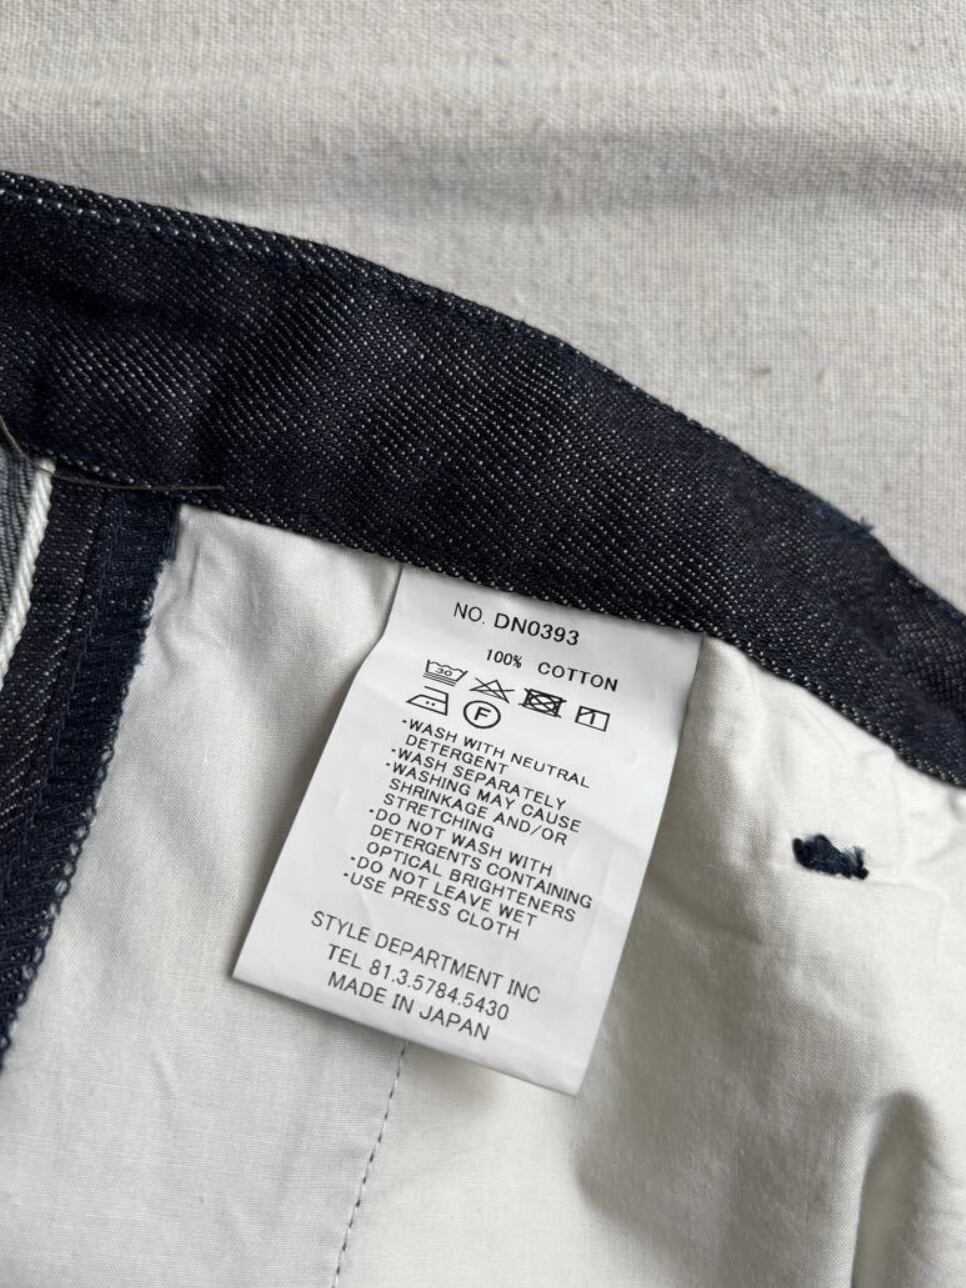 NO. DN0393
100% COTTON
30
F
·WASH WITH NEUTRAL
DETERGENT
·WASH SEPARATELY
·WASHING MAY CAUSE
SHRINKAGE AND/OR
STRETCHING
·DO NOT WASH WITH
DETERGENTS CONTAINING
OPTICAL BRIGHTENERS
·DO NOT LEAVE WET
·USE PRESS CLOTH
STYLE DEPARTMENT INC
TEL 81.3.5784.5430
MADE IN JAPAN